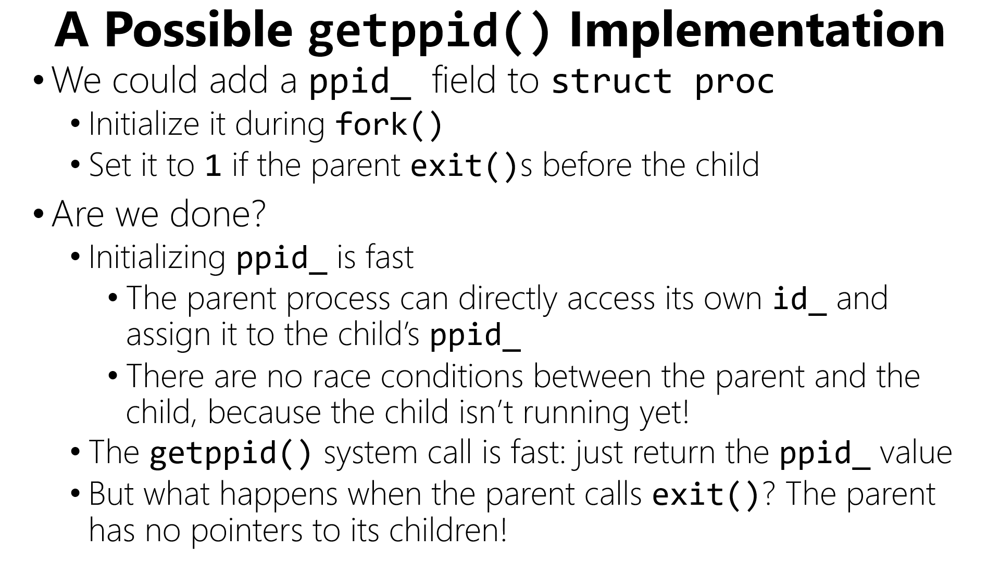 A Possible getppid() Implementation
• We could add a ppid_ field to struct proc
• Initialize it during fork()
• Set it to 1 if the parent exit()s before the child
• Are we done?
• Initializing ppid_ is fast
• The parent process can directly access its own id_ and
assign it to the child’s ppid_
• There are no race conditions between the parent and the
child, because the child isn’t running yet!
• The getppid() system call is fast: just return the ppid_ value
• But what happens when the parent calls exit()? The parent
has no pointers to its children!